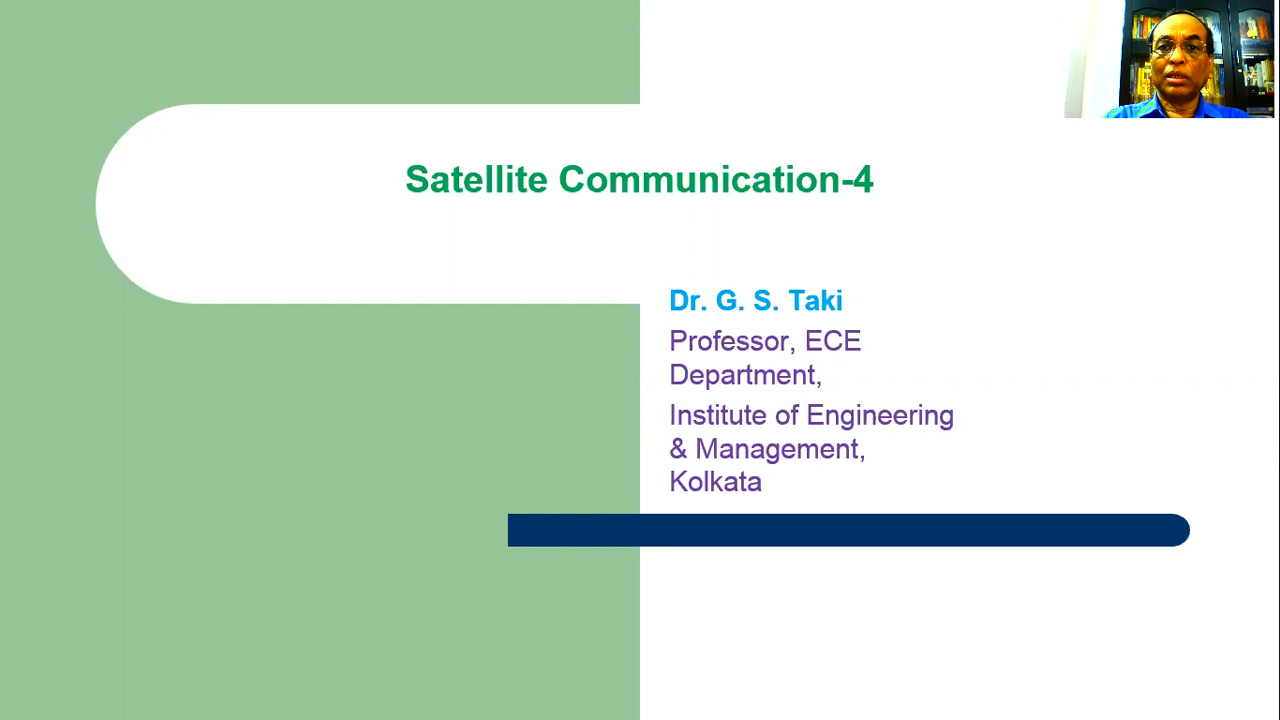 Satellite Communication-4
Dr. G. S. Taki
Professor, ECE
Department,
Institute of Engineering
& Management,
Kolkata